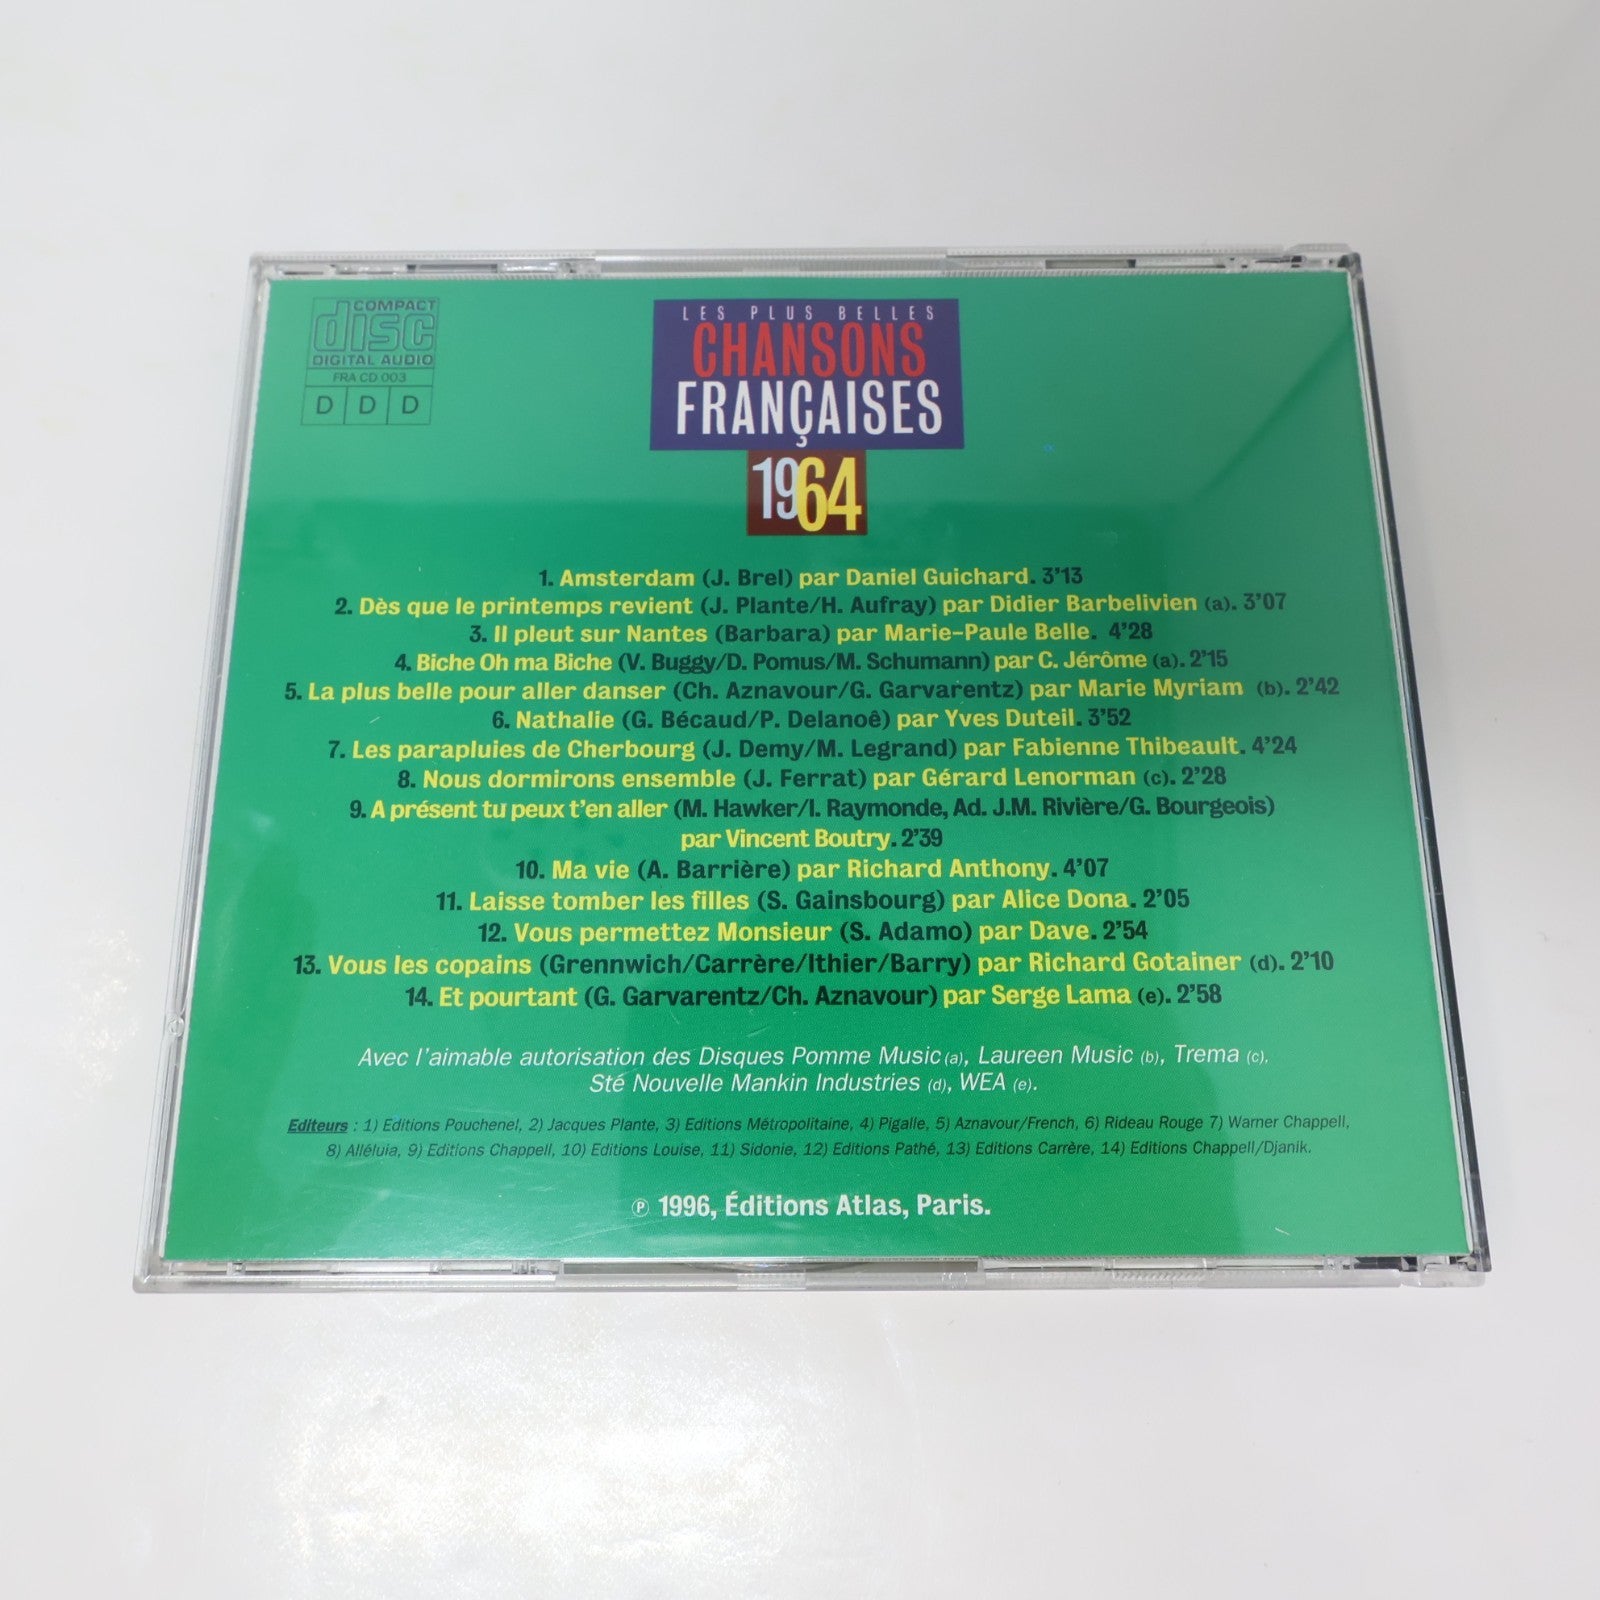 COMPACT
disc
DIGITAL AUDIO
FRA CD 003
D D D
LES PLUS BELLES
CHANSONS
FRANÇAISES
1964
1. Amsterdam (J. Brel) par Daniel Guichard. 3'13
2. Dès que le printemps revient (J. Plante/H. Aufray) par Didier Barbelivien (a). 3'07
3. Il pleut sur Nantes (Barbara) par Marie-Paule Belle. 4'28
4. Biche Oh ma Biche (V. Buggy/D. Pomus/M. Schumann) par C. Jérôme (a). 2'15
5. La plus belle pour aller danser (Ch. Aznavour/G. Garvarentz) par Marie Myriam (b). 2'42
6. Nathalie (G. Bécaud/P. Delanoê) par Yves Duteil. 3'52
7. Les parapluies de Cherbourg (J. Demy/M. Legrand) par Fabienne Thibeault. 4'24
8. Nous dormirons ensemble (J. Ferrat) par Gérard Lenorman (c). 2'28
9. A présent tu peux t'en aller (M. Hawker/I. Raymonde, Ad. J.M. Rivière/G. Bourgeois)
par Vincent Boutry. 2'39
10. Ma vie (A. Barrière) par Richard Anthony. 4'07
11. Laisse tomber les filles (S. Gainsbourg) par Alice Dona. 2'05
12. Vous permettez Monsieur (S. Adamo) par Dave. 2'54
13. Vous les copains (Grennwich/Carrère/Ithier/Barry) par Richard Gotainer (d). 2'10
14. Et pourtant (G. Garvarentz/Ch. Aznavour) par Serge Lama (e). 2'58
Avec l'aimable autorisation des Disques Pomme Music (a), Laureen Music (b), Trema (c).
Sté Nouvelle Mankin Industries (d), WEA (e).
Editeurs : 1) Editions Pouchenel, 2) Jacques Plante, 3) Editions Métropolitaine, 4) Pigalle, 5) Aznavour/French, 6) Rideau Rouge 7) Warner Chappell,
8) Alléluia, 9) Editions Chappell, 10) Editions Louise, 11) Sidonie, 12) Editions Pathé, 13) Editions Carrère, 14) Editions Chappell/Djanik.
℗ 1996, Éditions Atlas, Paris.